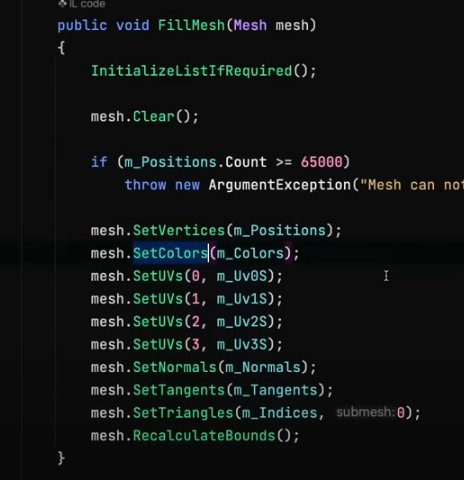 IL code
public void FillMesh(Mesh mesh)
{
InitializeListIfRequired();
mesh.Clear();
if (m_Positions.Count >= 65000)
throw new ArgumentException("Mesh can not
mesh.SetVertices(m_Positions);
mesh.SetColors(m_Colors);
mesh.SetUVs(0, m_Uv0S);
mesh.SetUVs(1, m_Uv1S);
mesh.SetUVs(2, m_Uv2S);
mesh.SetUVs(3, m_Uv3S);
mesh.SetNormals(m_Normals);
mesh.SetTangents(m_Tangents);
mesh.SetTriangles(m_Indices, submesh:0);
mesh.RecalculateBounds();
}